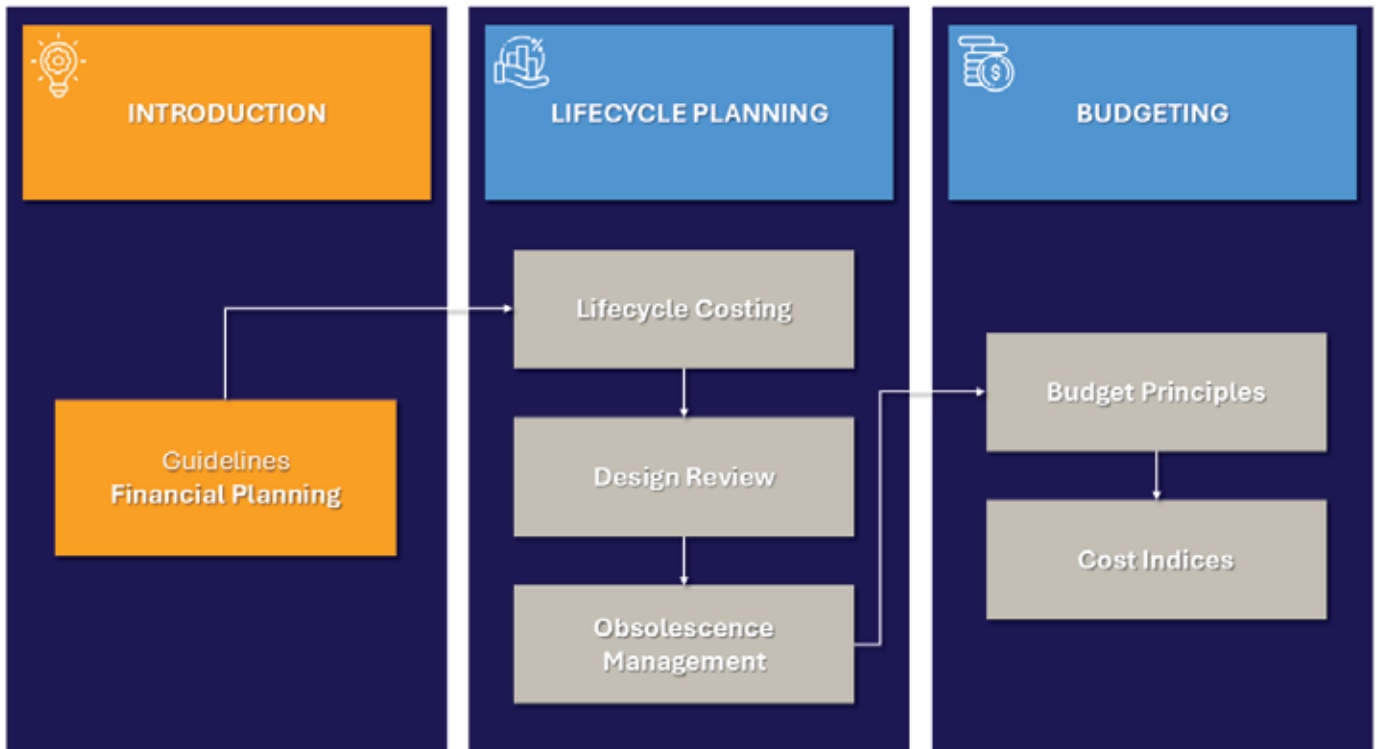 INTRODUCTION
Guidelines
Financial Planning
%
LIFECYCLE PLANNING
Lifecycle Costing
Design Review
Obsolescence
Management
$
BUDGETING
Budget Principles
Cost Indices